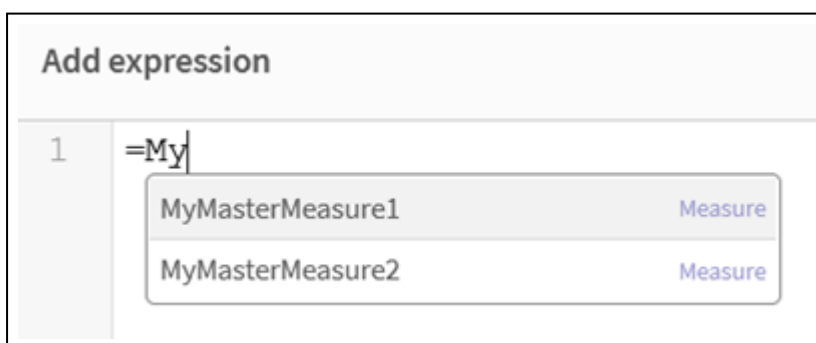 Add expression
1 =My
MyMasterMeasure1 Measure
MyMasterMeasure2 Measure